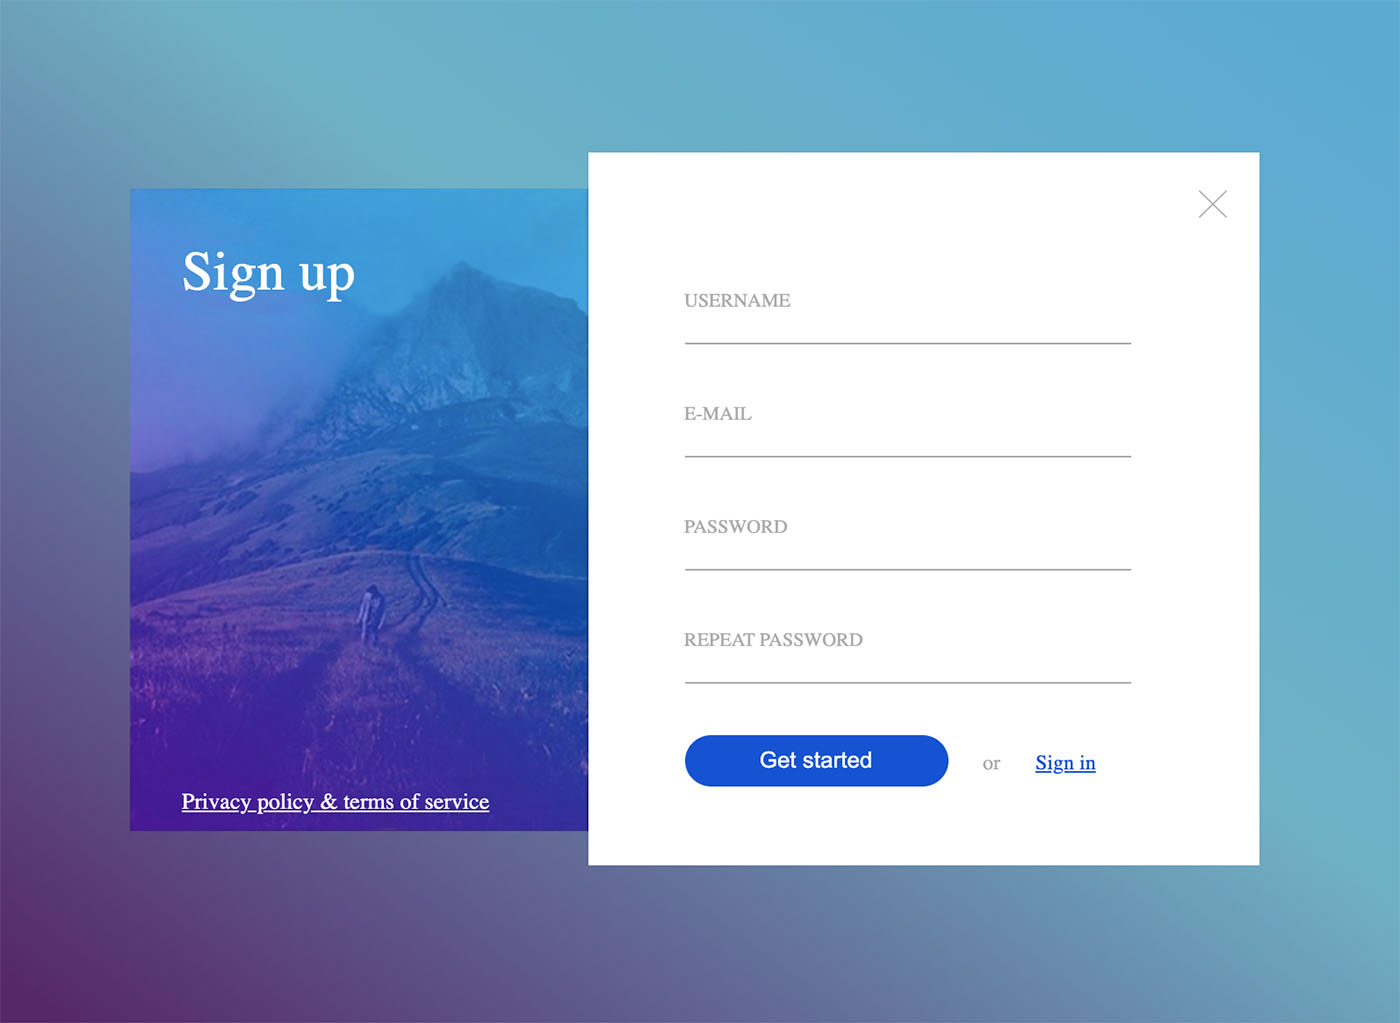 Sign up
Privacy policy & terms of service
USERNAME
E-MAIL
PASSWORD
REPEAT PASSWORD
Get started
or
Sign in